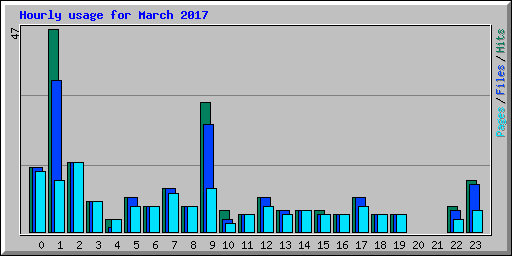 Hourly usage for March 2017
47
Pages/Files/Hits
0 1 2 3 4 5 6 7 8 9 10 11 12 13 14 15 16 17 18 19 20 21 22 23